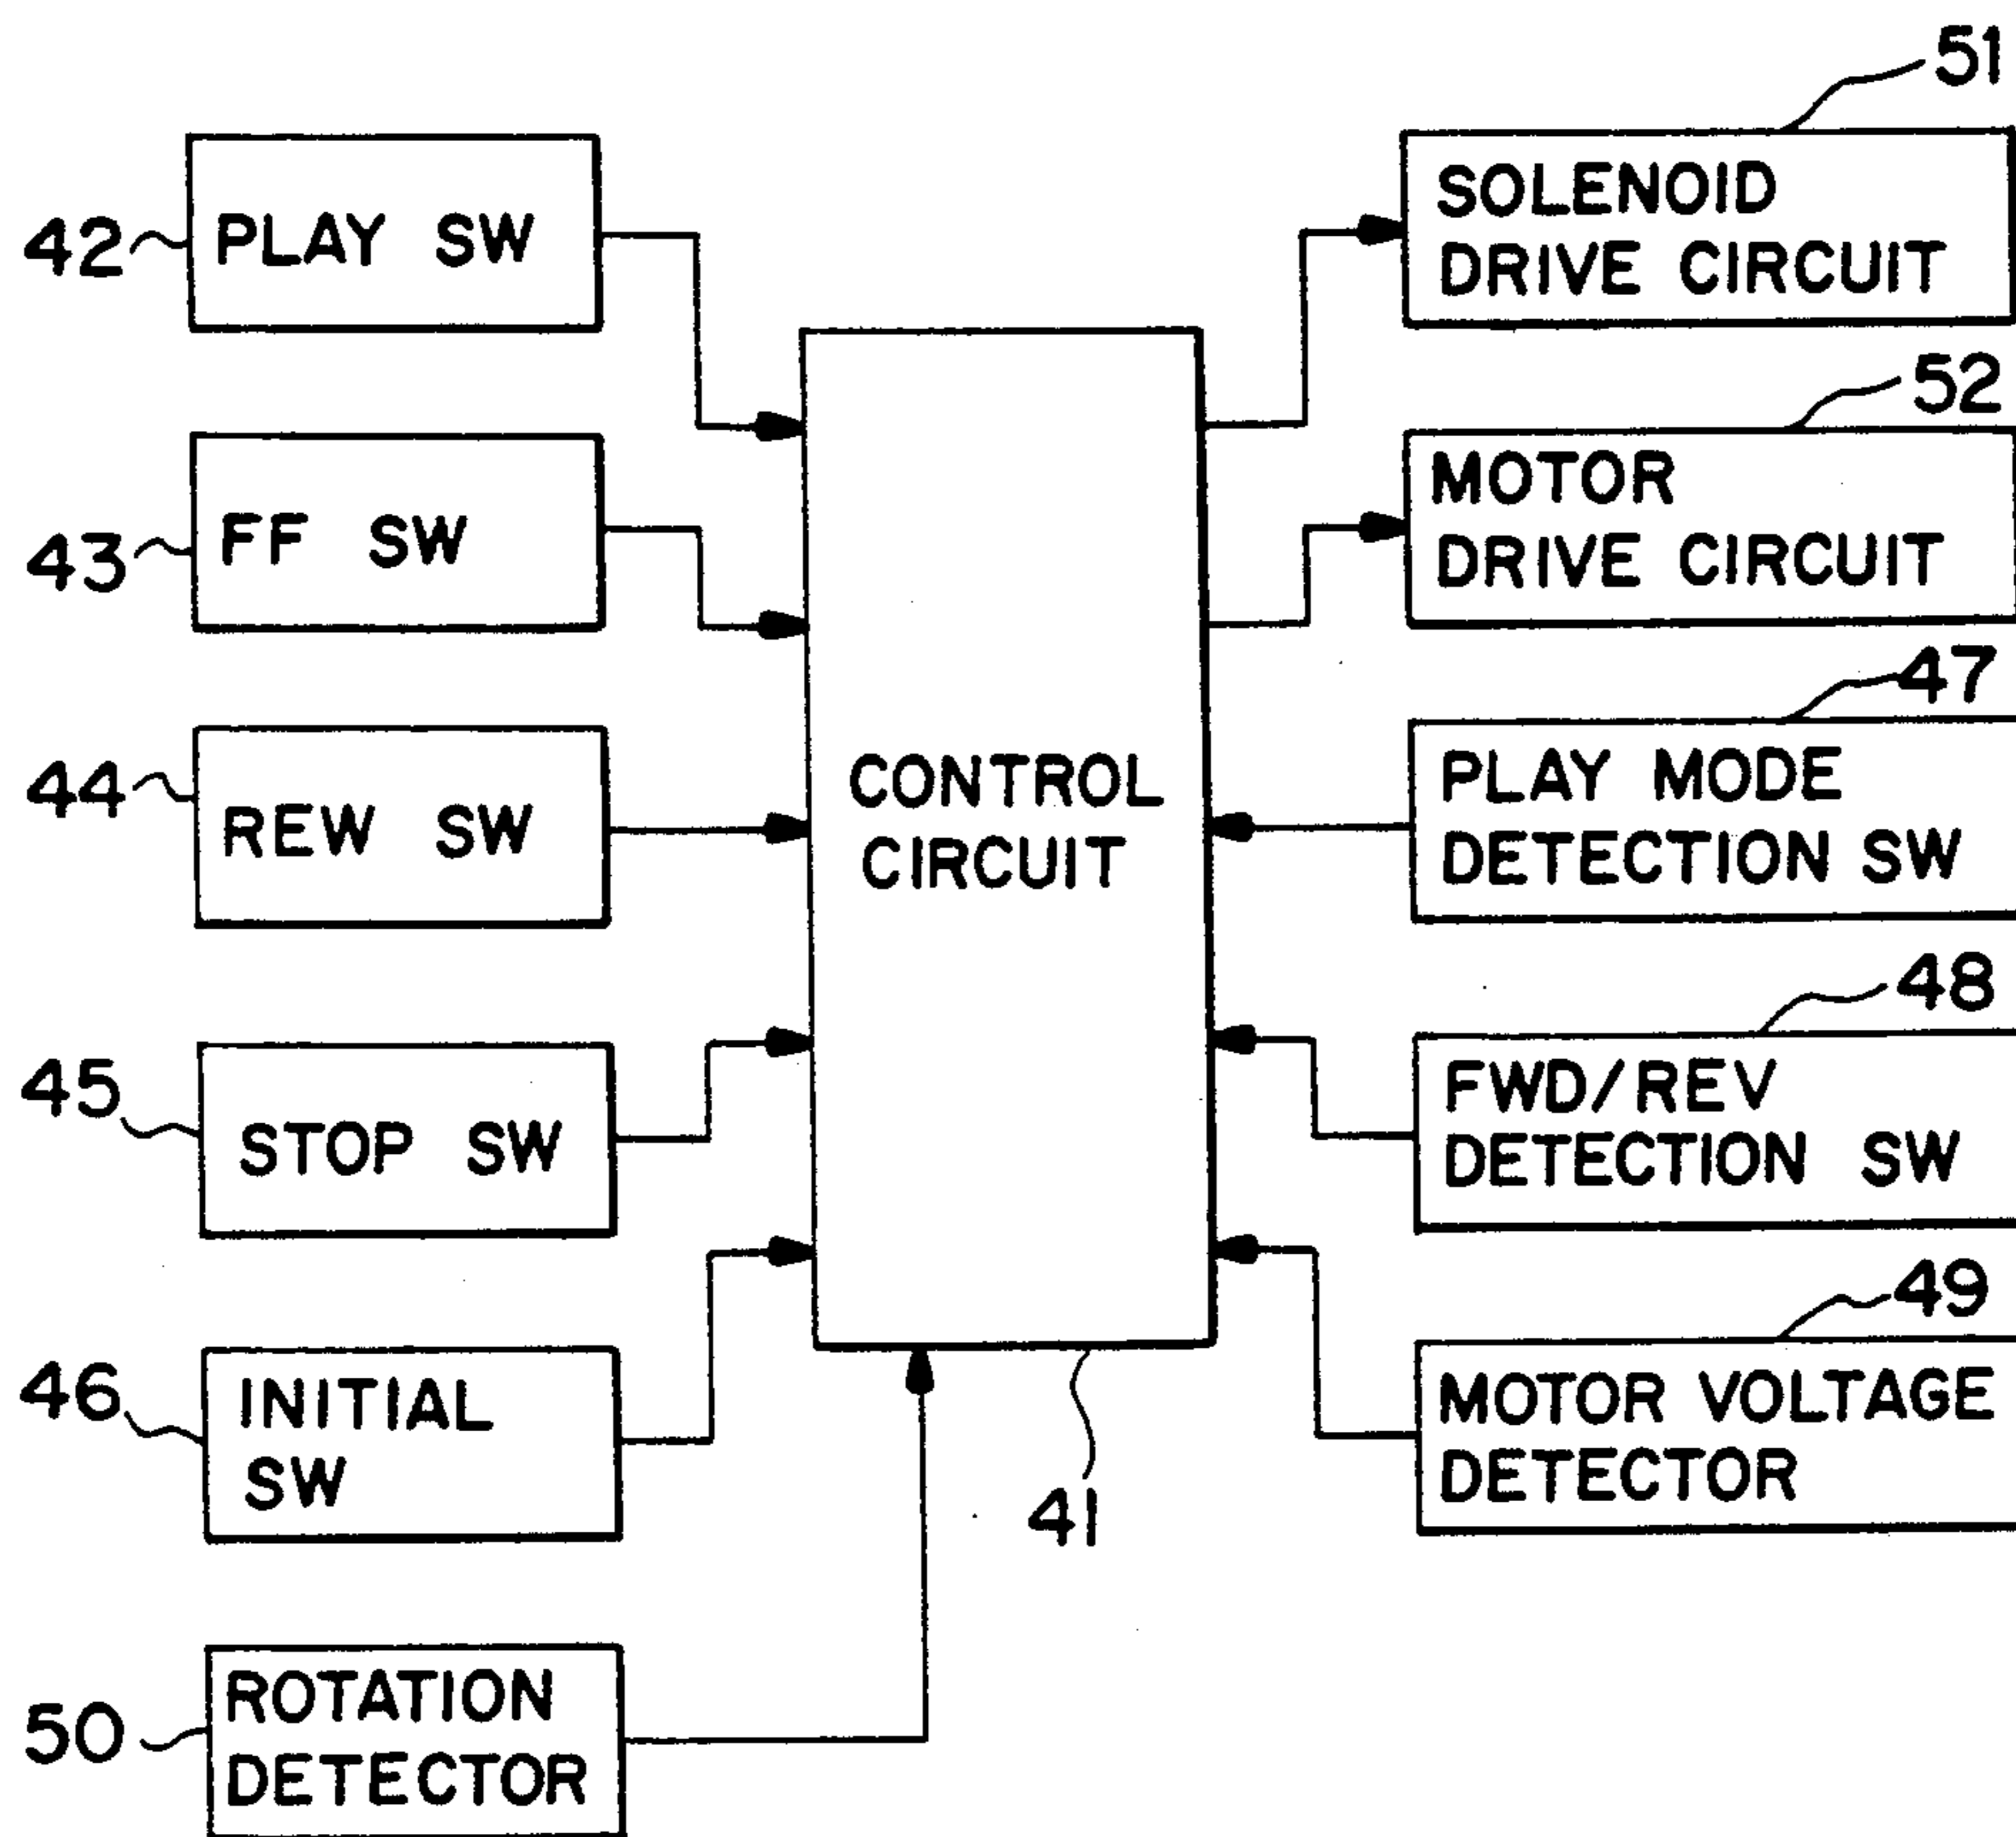 51
42
PLAY SW
SOLENOID
DRIVE CIRCUIT
52
43
FF SW
MOTOR
DRIVE CIRCUIT
47
44
REW SW
CONTROL
CIRCUIT
PLAY MODE
DETECTION SW
48
45
STOP SW
FWD/REV
DETECTION SW
49
46
INITIAL
SW
41
MOTOR VOLTAGE
DETECTOR
50
ROTATION
DETECTOR